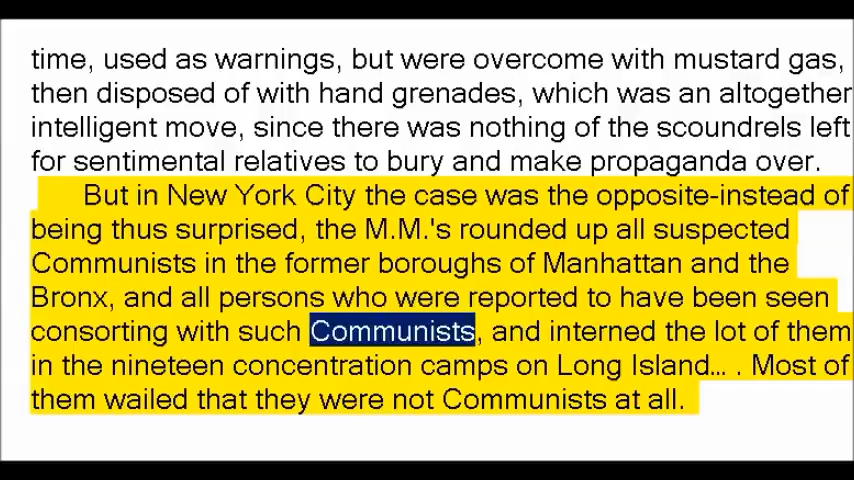 time, used as warnings, but were overcome with mustard gas,
then disposed of with hand grenades, which was an altogether
intelligent move, since there was nothing of the scoundrels left
for sentimental relatives to bury and make propaganda over.
But in New York City the case was the opposite-instead of
being thus surprised, the M.M.'s rounded up all suspected
Communists in the former boroughs of Manhattan and the
Bronx, and all persons who were reported to have been seen
consorting with such Communists, and interned the lot of them
in the nineteen concentration camps on Long Island... . Most of
them wailed that they were not Communists at all.